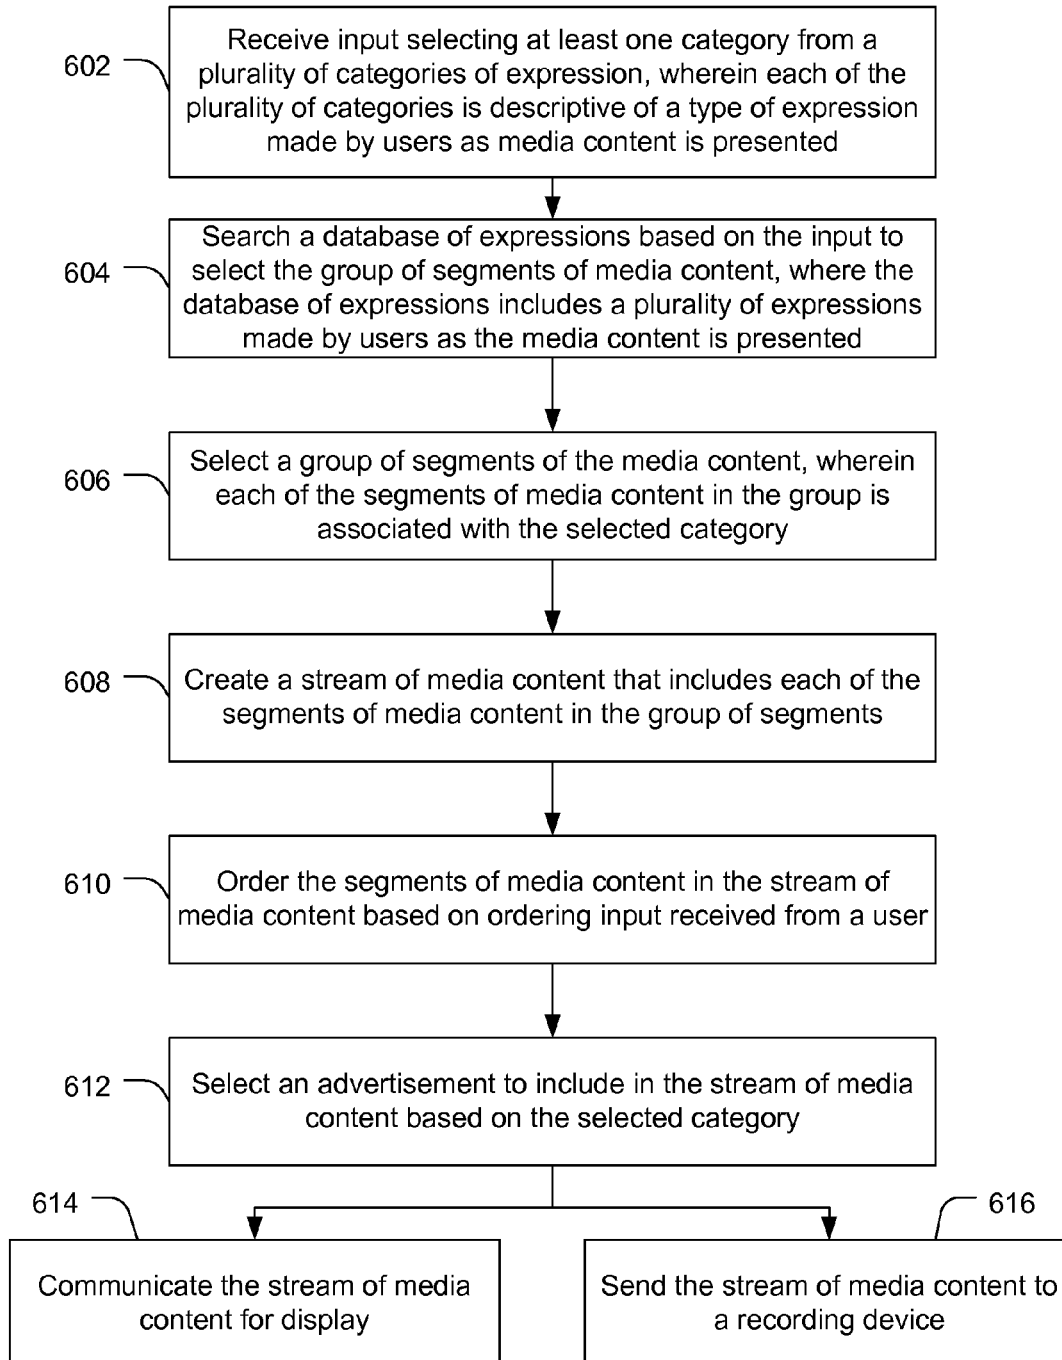 602
Receive input selecting at least one category from a
plurality of categories of expression, wherein each of the
plurality of categories is descriptive of a type of expression
made by users as media content is presented
604
Search a database of expressions based on the input to
select the group of segments of media content, where the
database of expressions includes a plurality of expressions
made by users as the media content is presented
606
Select a group of segments of the media content, wherein
each of the segments of media content in the group is
associated with the selected category
608
Create a stream of media content that includes each of the
segments of media content in the group of segments
610
Order the segments of media content in the stream of
media content based on ordering input received from a user
612
Select an advertisement to include in the stream of media
content based on the selected category
614
Communicate the stream of media
content for display
616
Send the stream of media content to
a recording device